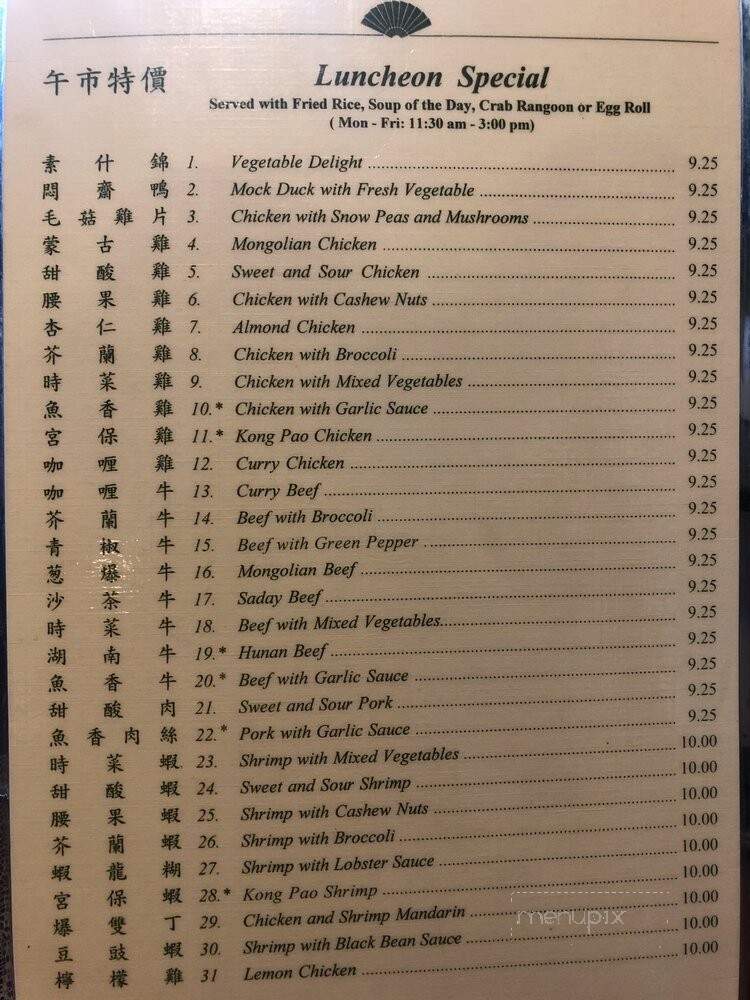 午市特價 Luncheon Special
Served with Fried Rice, Soup of the Day, Crab Rangoon or Egg Roll
( Mon - Fri: 11:30 am - 3:00 pm)
素什錦 1. Vegetable Delight 9.25
悶齋鴨 2. Mock Duck with Fresh Vegetable 9.25
毛菇雞片 3. Chicken with Snow Peas and Mushrooms 9.25
蒙古雞 4. Mongolian Chicken 9.25
甜酸雞 5. Sweet and Sour Chicken 9.25
腰果雞 6. Chicken with Cashew Nuts 9.25
杏仁雞 7. Almond Chicken 9.25
芥蘭雞 8. Chicken with Broccoli 9.25
時菜雞 9. Chicken with Mixed Vegetables 9.25
魚香雞 10.* Chicken with Garlic Sauce 9.25
宮保雞 11.* Kong Pao Chicken 9.25
咖喱雞 12. Curry Chicken 9.25
咖喱牛 13. Curry Beef 9.25
芥蘭牛 14. Beef with Broccoli 9.25
青椒牛 15. Beef with Green Pepper 9.25
葱爆牛 16. Mongolian Beef 9.25
沙茶牛 17. Saday Beef 9.25
時菜牛 18. Beef with Mixed Vegetables 9.25
湖南牛 19.* Hunan Beef 9.25
魚香牛 20.* Beef with Garlic Sauce 9.25
甜酸肉 21. Sweet and Sour Pork 9.25
魚香肉絲 22.* Pork with Garlic Sauce 9.25
時菜蝦 23. Shrimp with Mixed Vegetables 10.00
甜酸蝦 24. Sweet and Sour Shrimp 10.00
腰果蝦 25. Shrimp with Cashew Nuts 10.00
芥蘭蝦 26. Shrimp with Broccoli 10.00
蝦龍糊 27. Shrimp with Lobster Sauce 10.00
宮保蝦 28.* Kong Pao Shrimp 10.00
爆雙丁 29. Chicken and Shrimp Mandarin 10.00
豆豉蝦 30. Shrimp with Black Bean Sauce 10.00
檸檬雞 31 Lemon Chicken 10.00
menupix